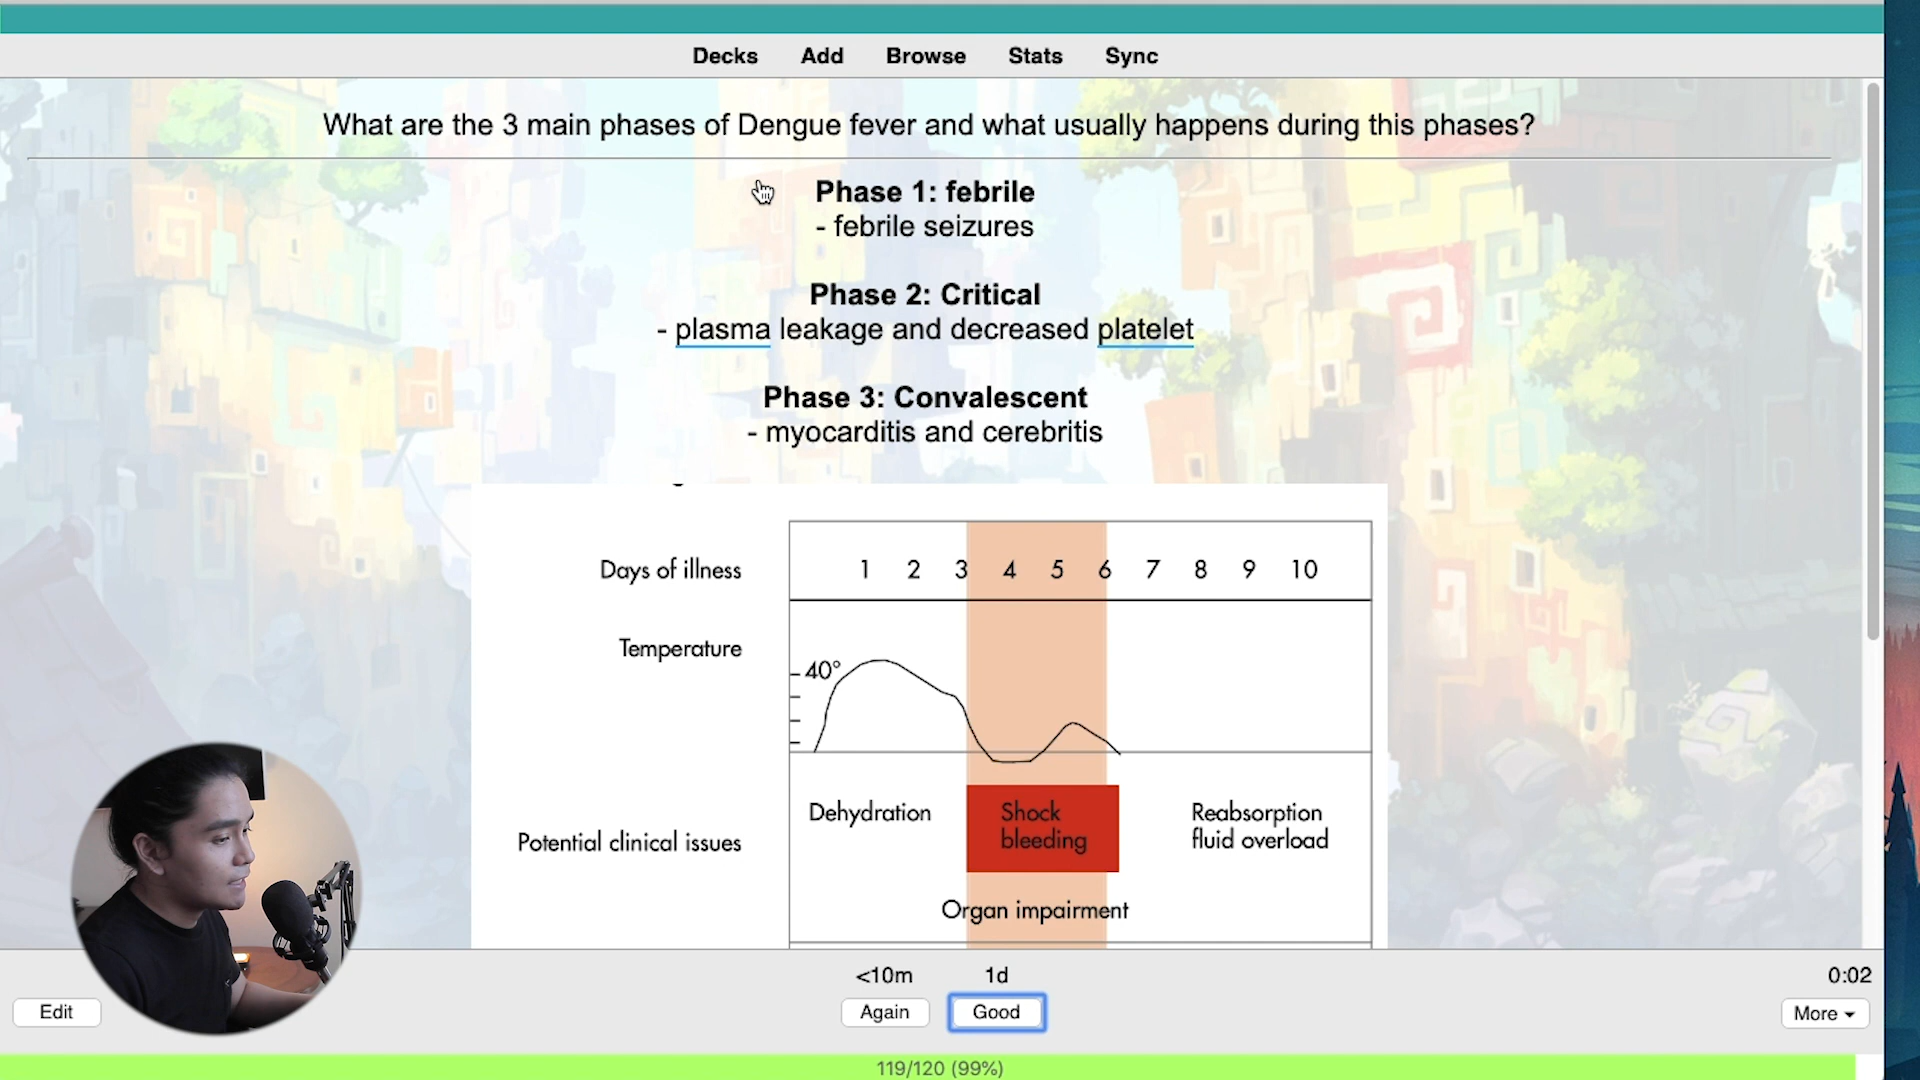 Decks Add Browse Stats Sync
What are the 3 main phases of Dengue fever and what usually happens during this phases?
Phase 1: febrile
- febrile seizures
Phase 2: Critical
- plasma leakage and decreased platelet
Phase 3: Convalescent
- myocarditis and cerebritis
Days of illness 1 2 3 4 5 6 7 8 9 10
Temperature
40°
Potential clinical issues
Dehydration
Shock
bleeding
Reabsorption
fluid overload
Organ impairment
<10m 1d 0:02
Edit Again Good More
119/120 (99%)